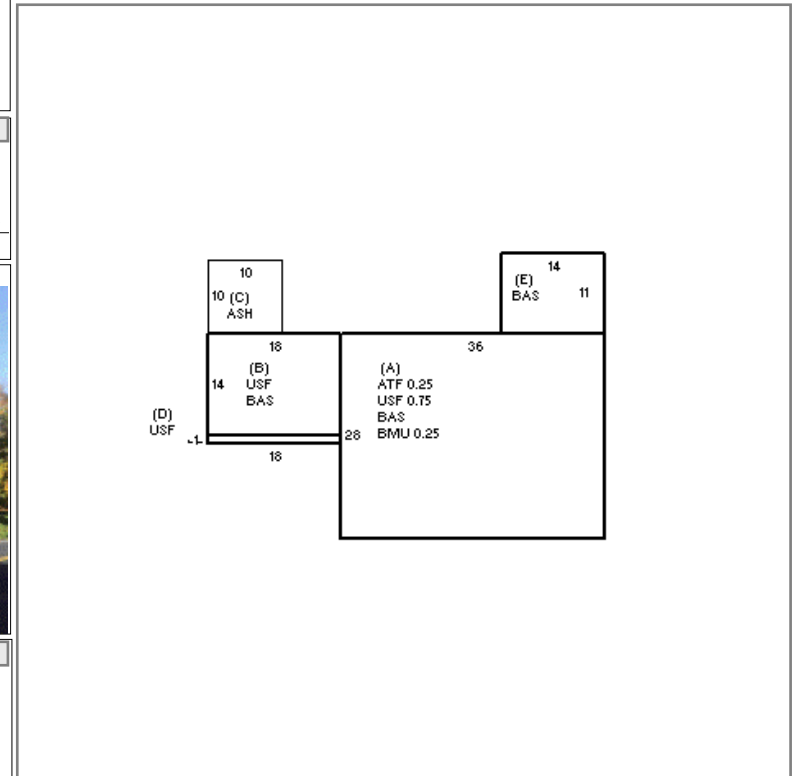 14
(E)
BAS 11
10
10 (C)
ASH
18
36
(B)
14 USF
BAS
(A)
ATF 0.25
USF 0.75
BAS
28 BMU 0.25
(D)
USF
1
18